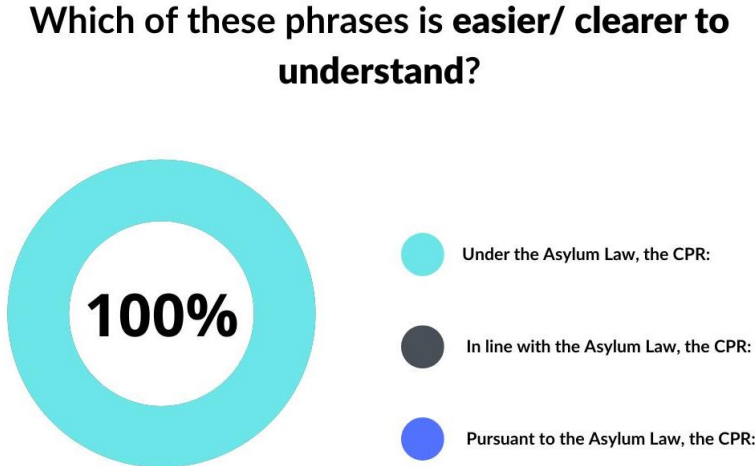 Which of these phrases is easier/ clearer to
understand?
100%
Under the Asylum Law, the CPR:
In line with the Asylum Law, the CPR:
Pursuant to the Asylum Law, the CPR: